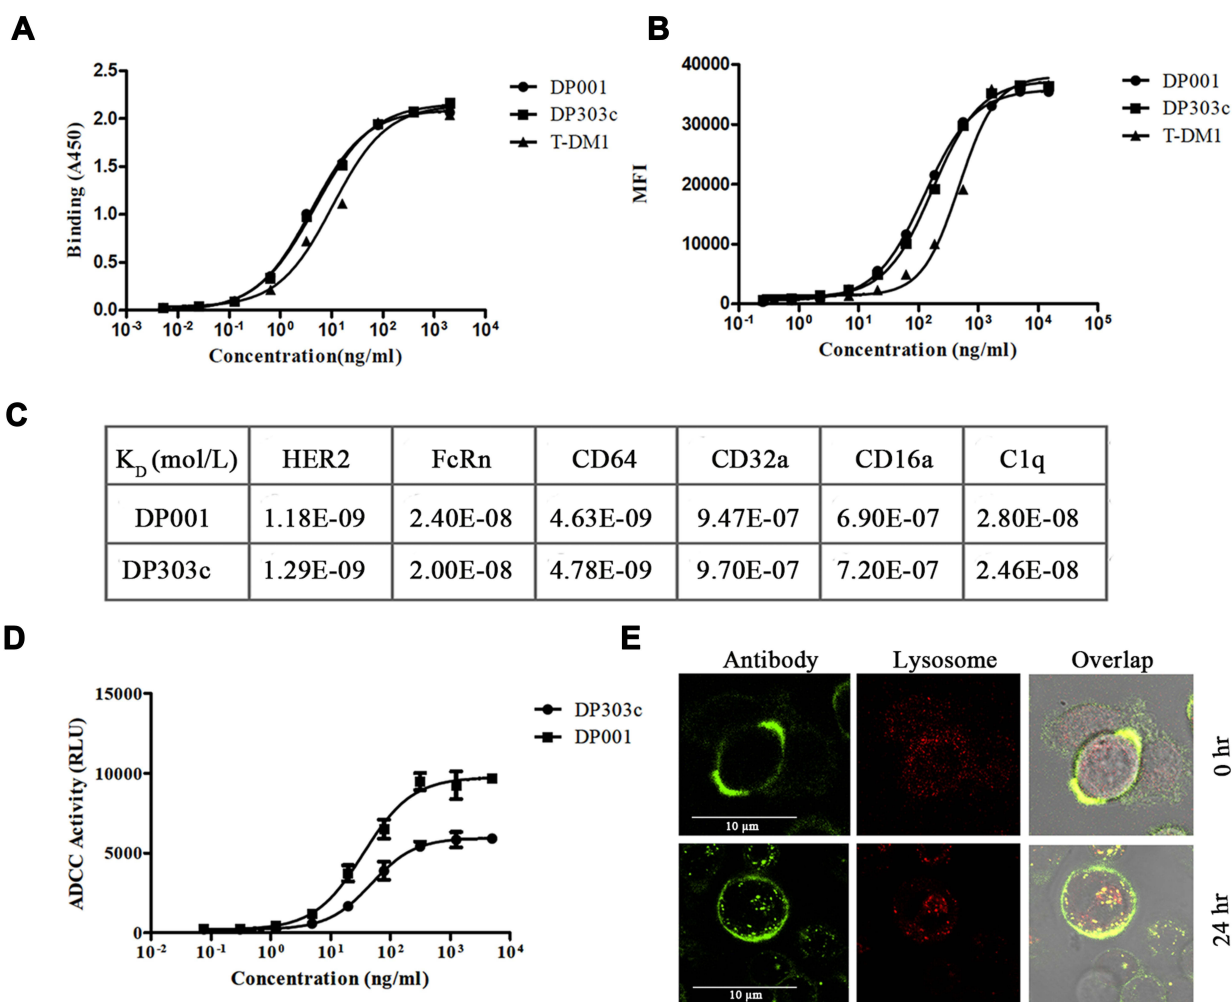 A
2.5
2.0
1.5
1.0
0.5
0.0
Binding (A450)
10-3 10-2 10-1 100 101 102 103 104
Concentration(ng/ml)
DP001
DP303c
T-DM1
B
40000
30000
20000
10000
0
MFI
10-1 100 101 102 103 104 105
Concentration (ng/ml)
DP001
DP303c
T-DM1
C
KD (mol/L) HER2 FcRn CD64 CD32a CD16a C1q
DP001 1.18E-09 2.40E-08 4.63E-09 9.47E-07 6.90E-07 2.80E-08
DP303c 1.29E-09 2.00E-08 4.78E-09 9.70E-07 7.20E-07 2.46E-08
D
15000
10000
5000
0
ADCC Activity (RLU)
10-2 10-1 100 101 102 103 104
Concentration (ng/ml)
DP303c
DP001
E
Antibody Lysosome Overlap
10 µm
0 hr
10 µm
24 hr